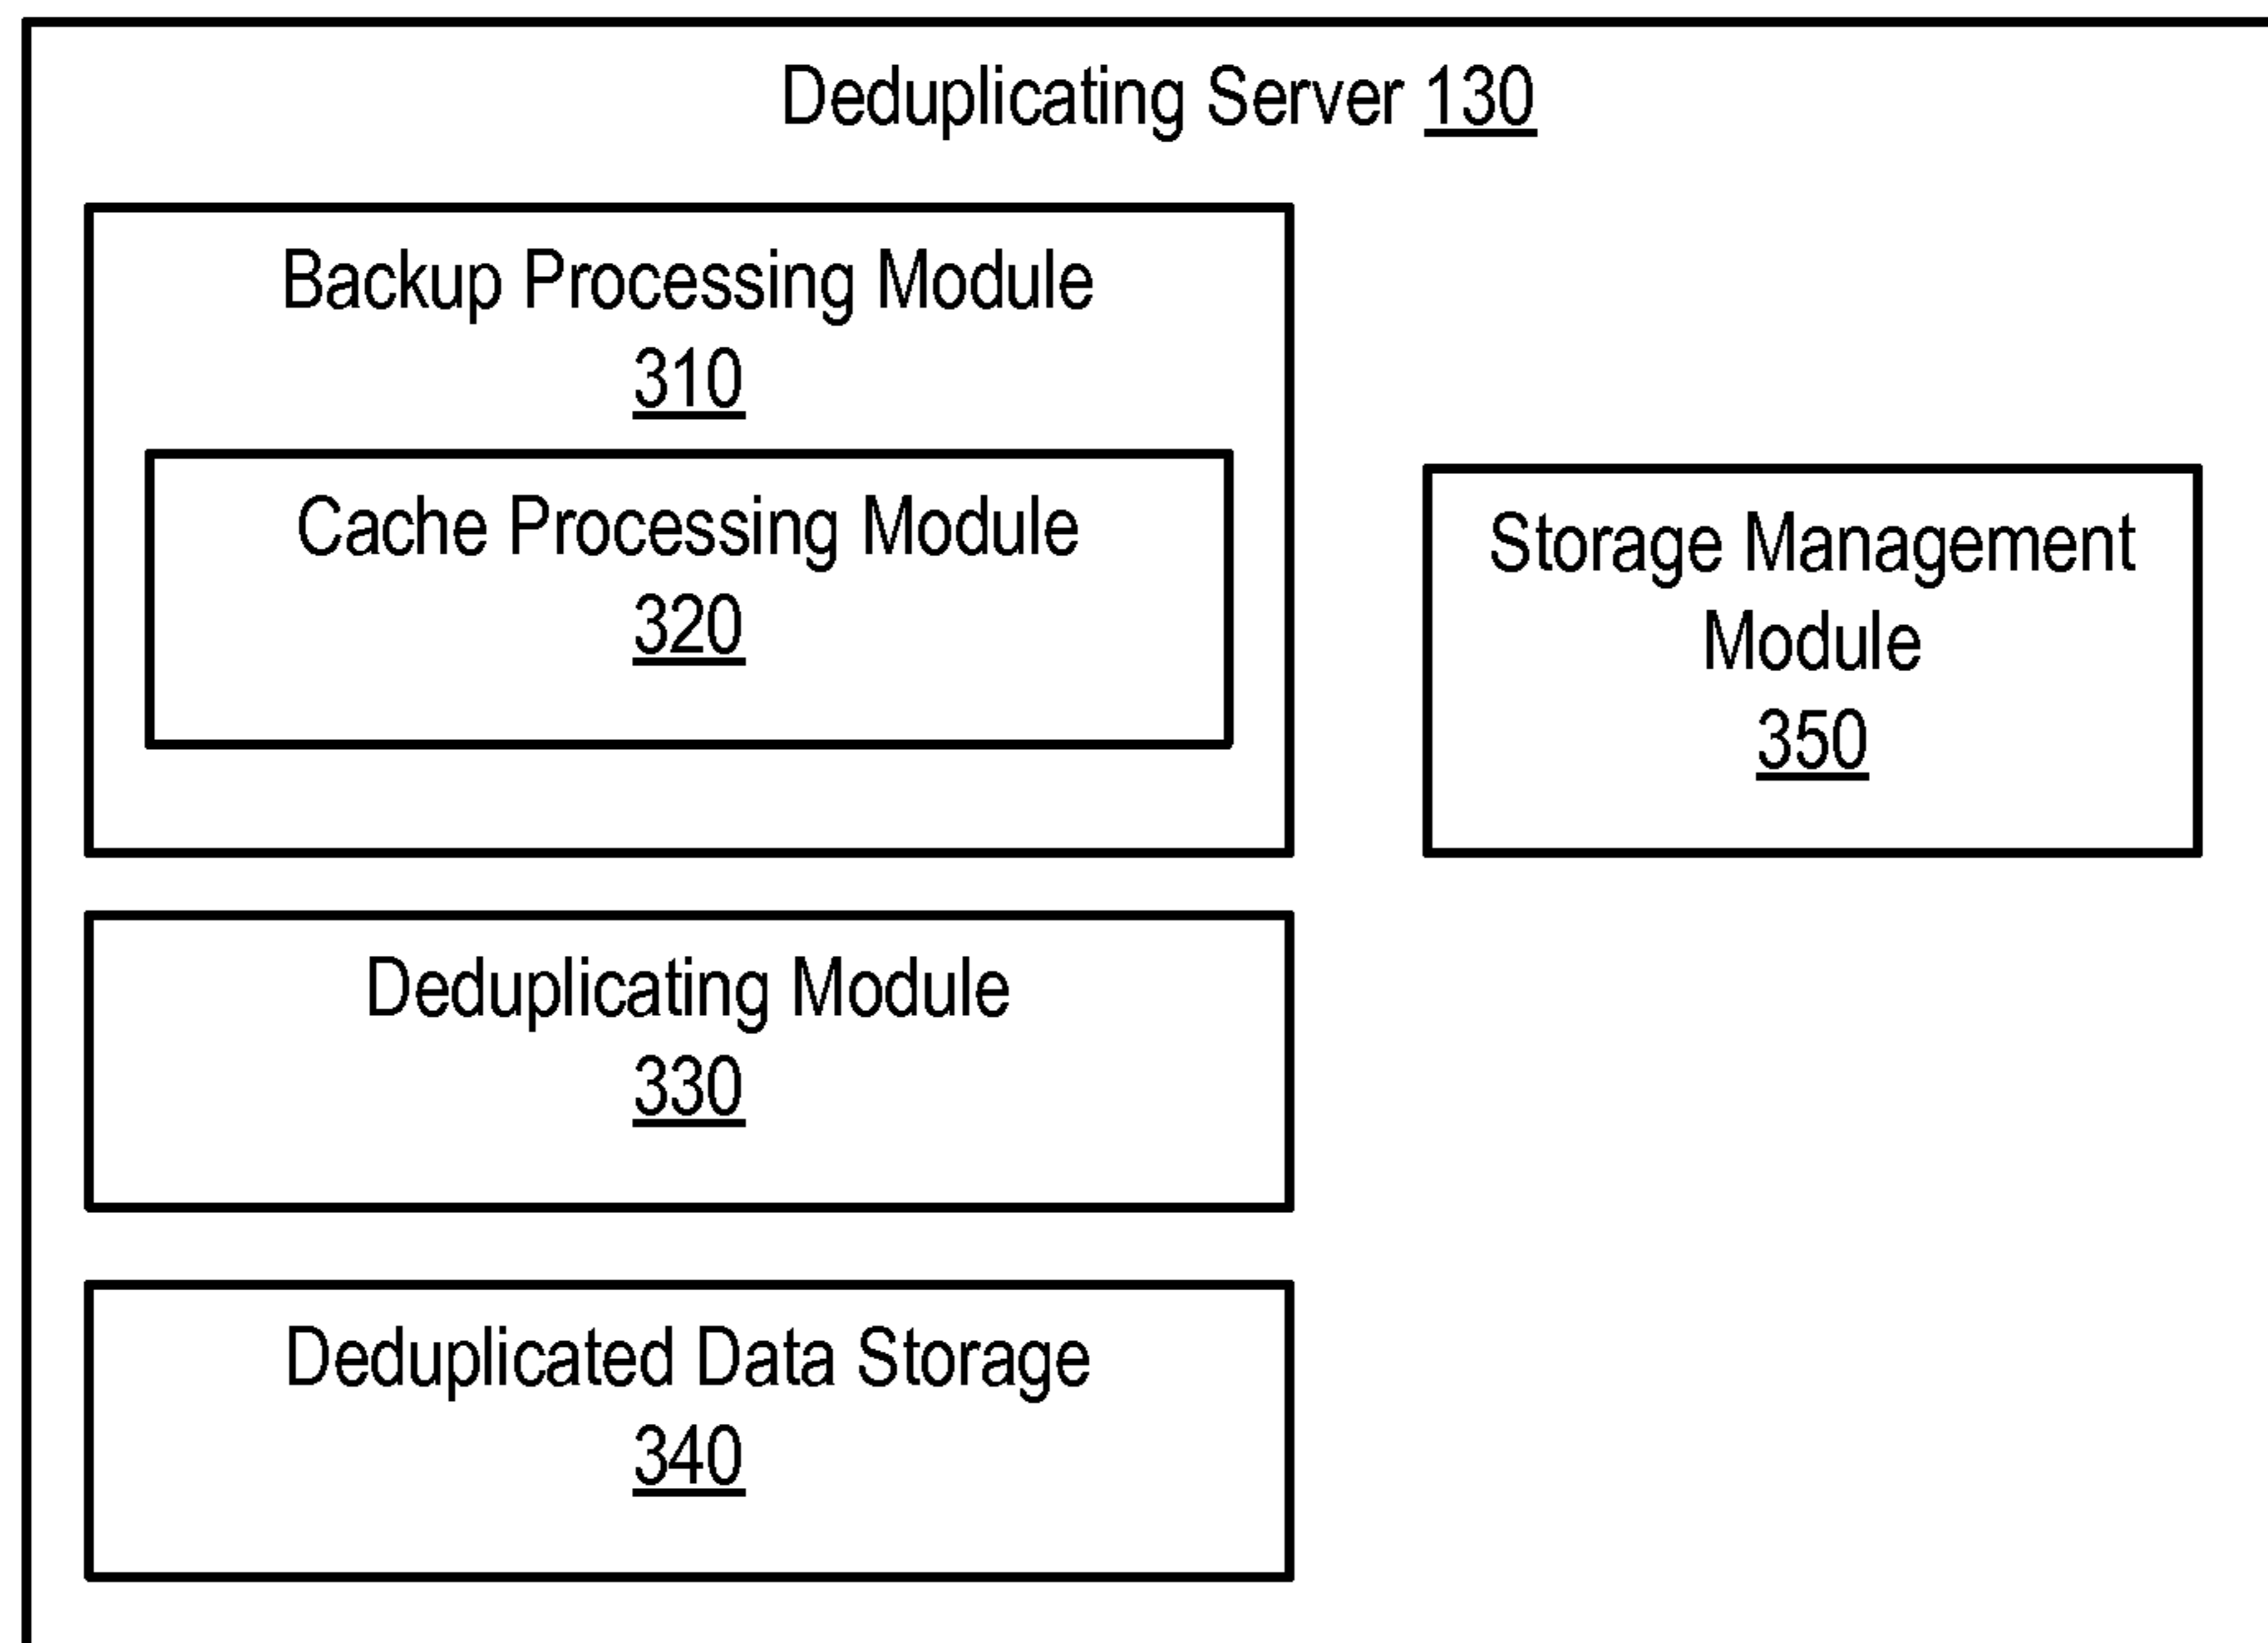 Deduplicating Server 130
Backup Processing Module
310
Cache Processing Module
320
Storage Management
Module
350
Deduplicating Module
330
Deduplicated Data Storage
340